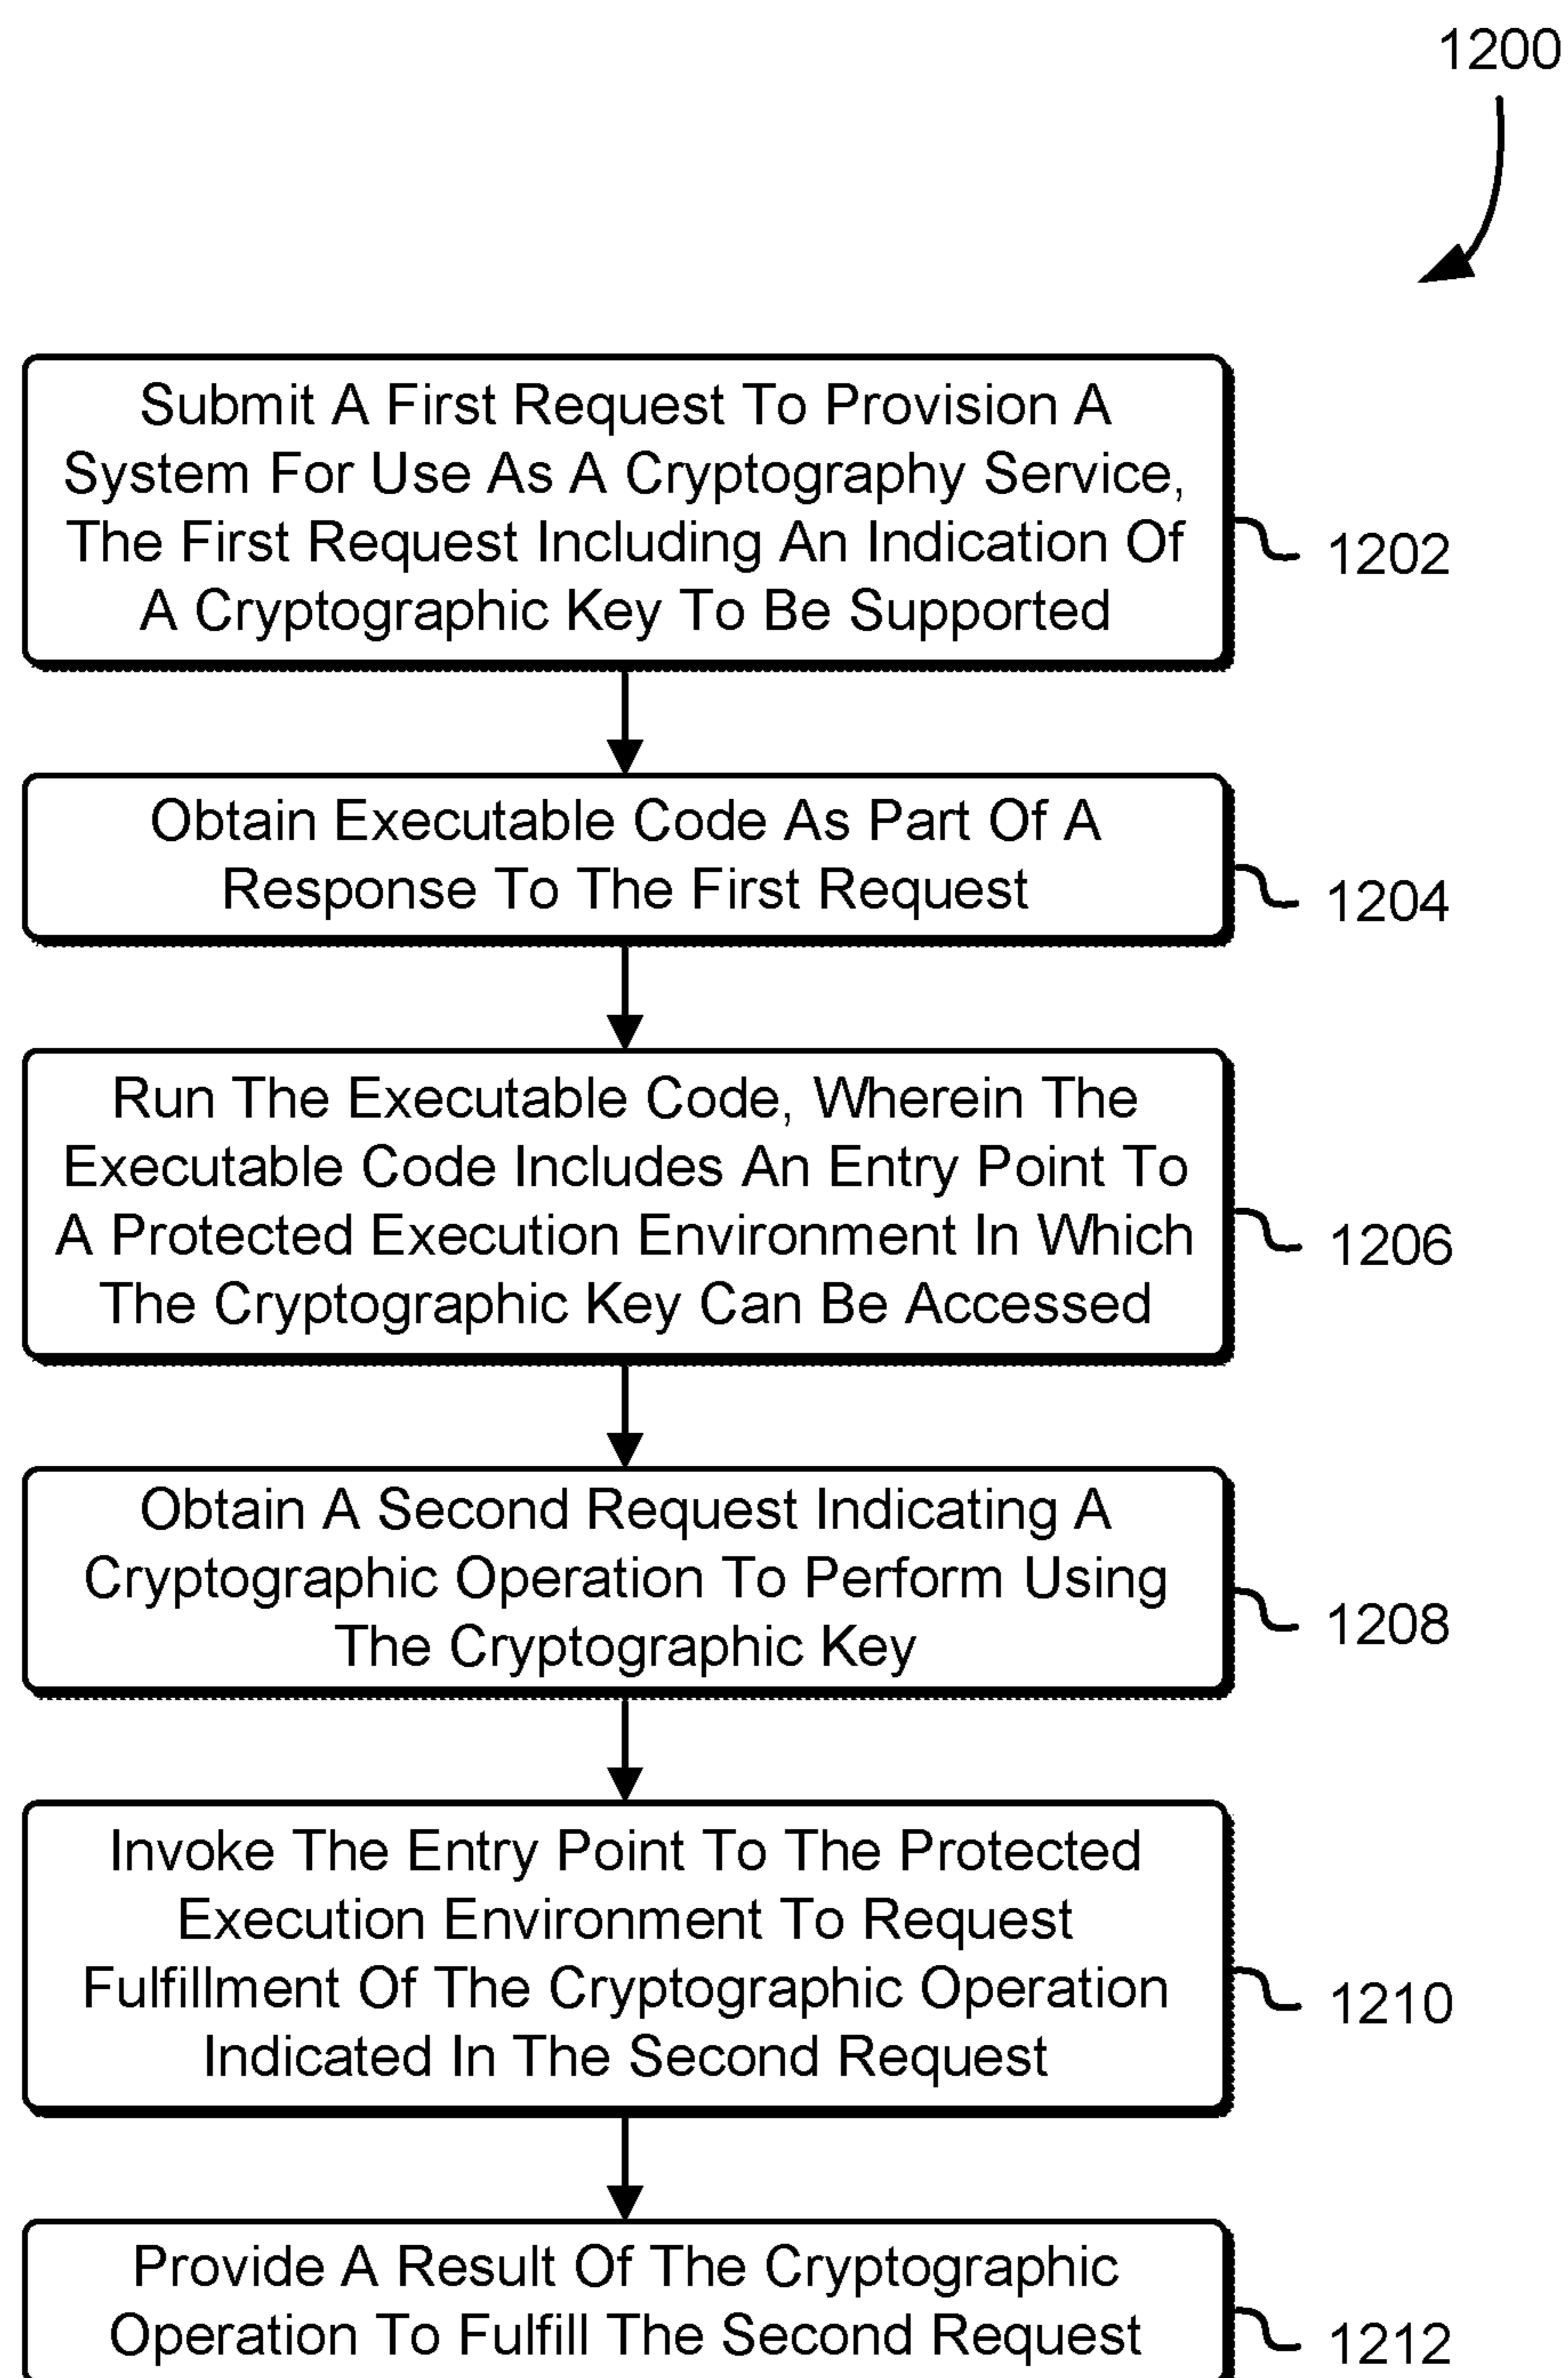 1200
Submit A First Request To Provision A
System For Use As A Cryptography Service,
The First Request Including An Indication Of
A Cryptographic Key To Be Supported
1202
Obtain Executable Code As Part Of A
Response To The First Request
1204
Run The Executable Code, Wherein The
Executable Code Includes An Entry Point To
A Protected Execution Environment In Which
The Cryptographic Key Can Be Accessed
1206
Obtain A Second Request Indicating A
Cryptographic Operation To Perform Using
The Cryptographic Key
1208
Invoke The Entry Point To The Protected
Execution Environment To Request
Fulfillment Of The Cryptographic Operation
Indicated In The Second Request
1210
Provide A Result Of The Cryptographic
Operation To Fulfill The Second Request
1212